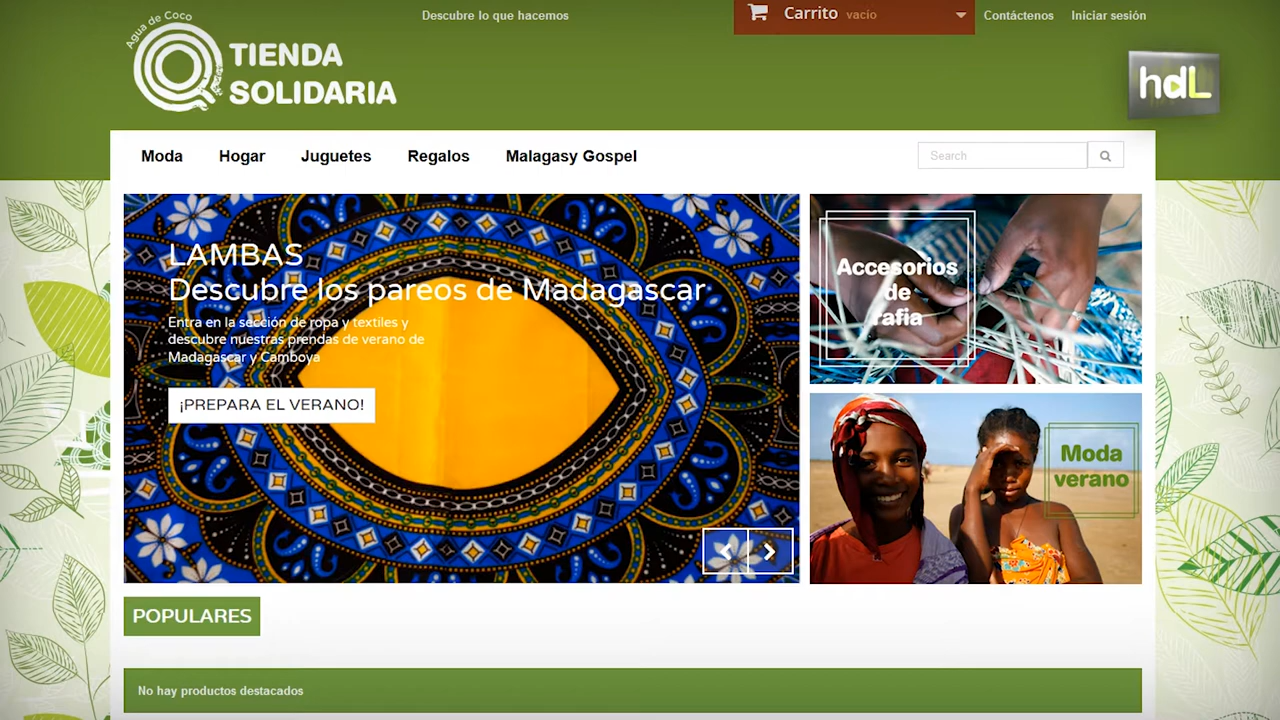 Agua de Coco
TIENDA
SOLIDARIA
Descubre lo que hacemos
Carrito vacío
Contáctenos
Iniciar sesión
hdL
Moda
Hogar
Juguetes
Regalos
Malagasy Gospel
Search
LAMBAS
Descubre los pareos de Madagascar
Entra en la sección de ropa y textiles y
descubre nuestras prendas de verano de
Madagascar y Camboya
¡PREPARA EL VERANO!
Accesorios
de
rafia
Moda
verano
POPULARES
No hay productos destacados